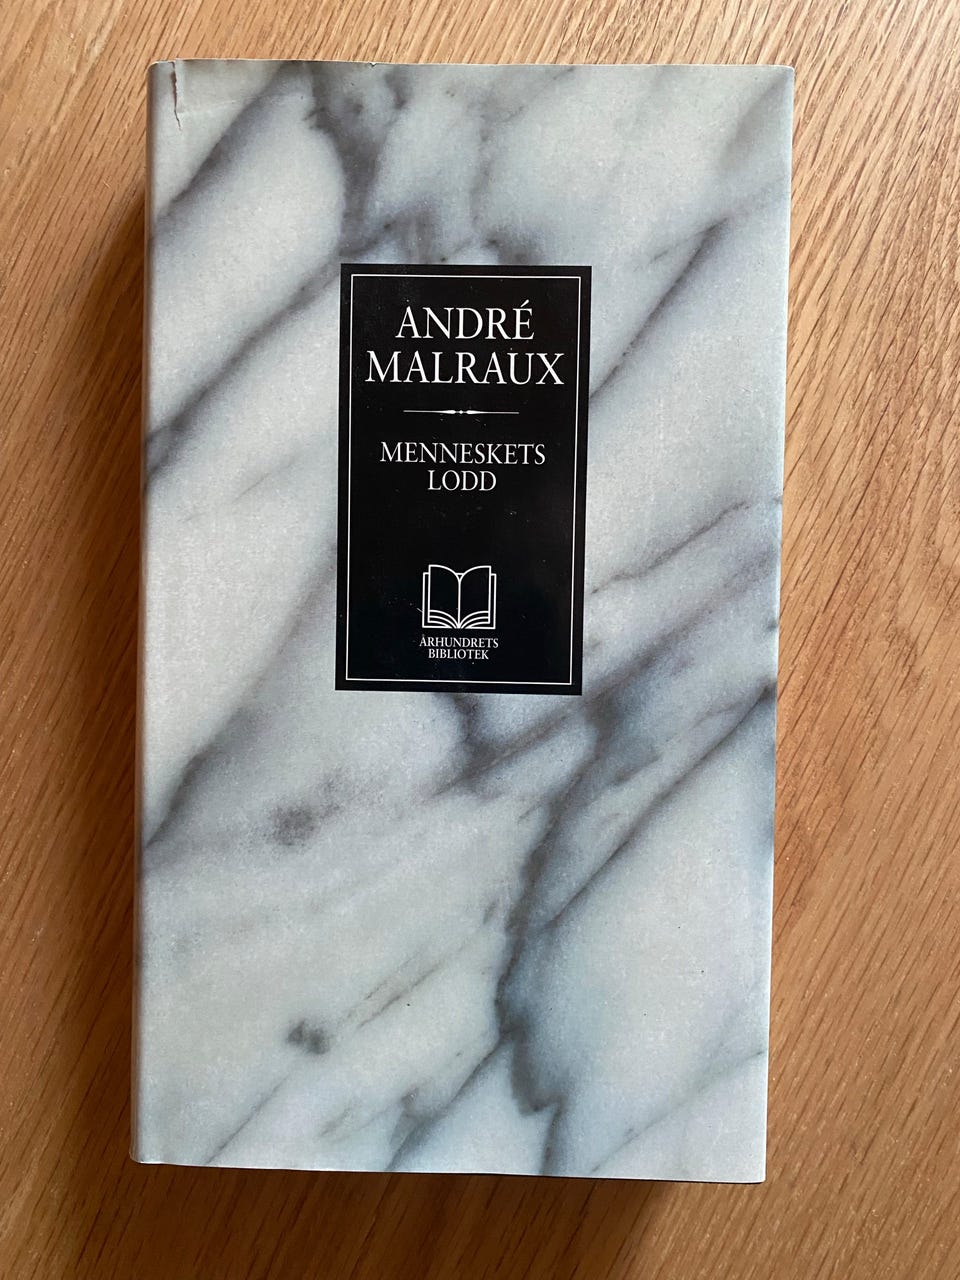 ANDRÉ
MALRAUX
MENNESKETS
LODD
ÅRHUNDRETS
BIBLIOTEK